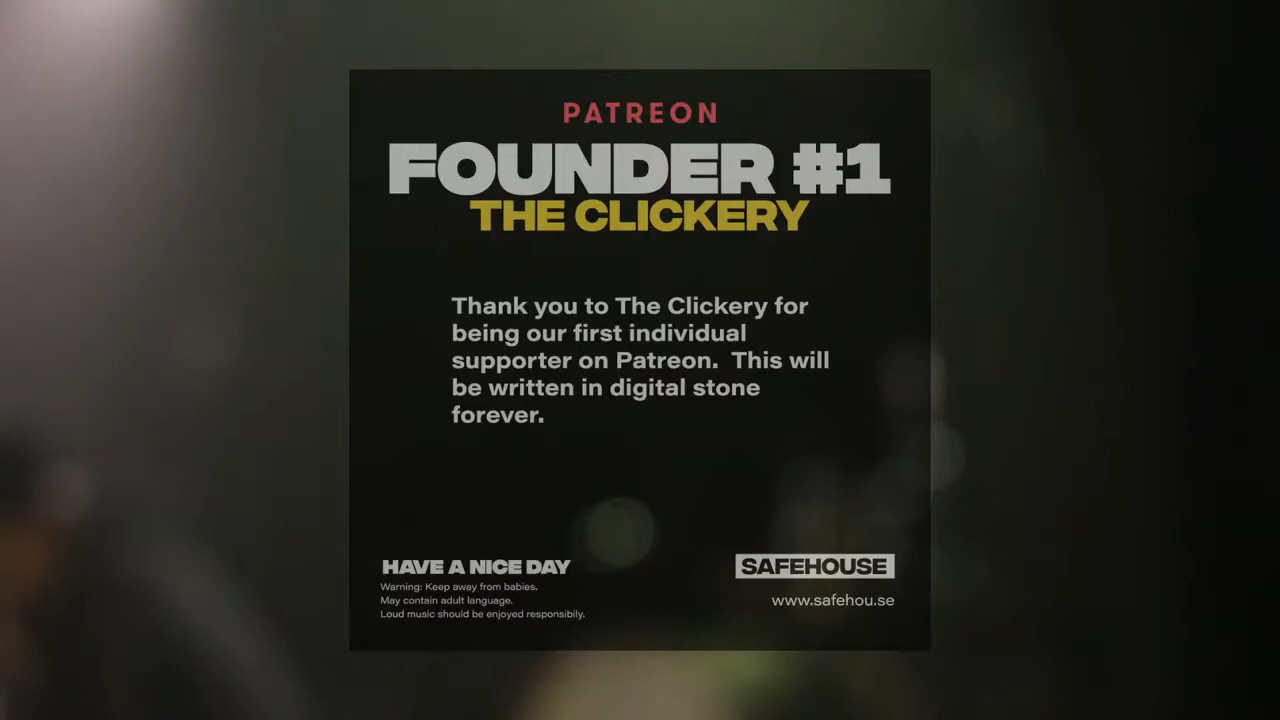 PATREON
FOUNDER #1
THE CLICKERY
Thank you to The Clickery for
being our first individual
supporter on Patreon.  This will
be written in digital stone
forever.
HAVE A NICE DAY
Warning: Keep away from babies.
May contain adult language.
Loud music should be enjoyed responsibily.
SAFEHOUSE
www.safehou.se